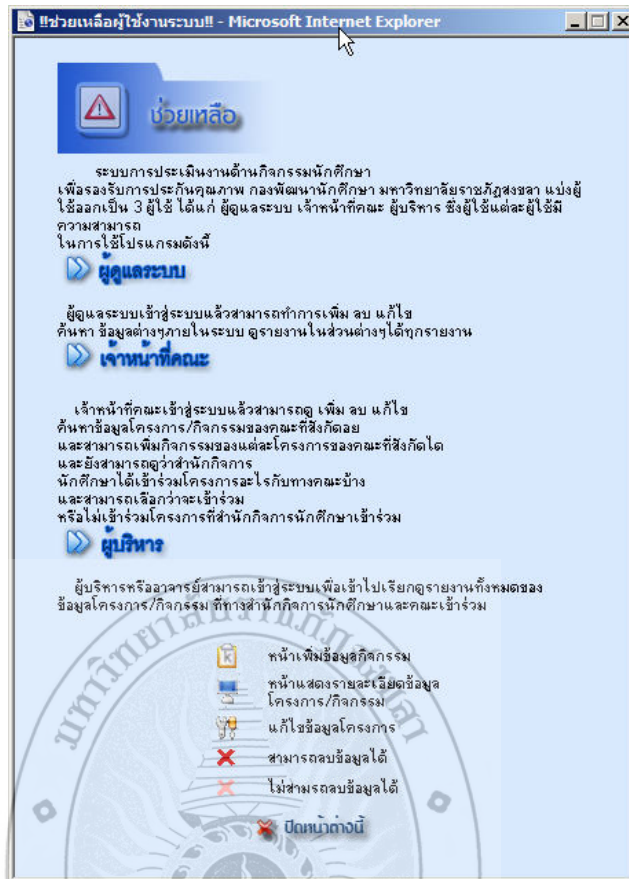 !!ช่วยเหลือผู้ใช้งานระบบ!! - Microsoft Internet Explorer
ช่วยเหลือ
ระบบการประเมินงานด้านกิจกรรมนักศึกษา
เพื่อรองรับการประกันคุณภาพ กองพัฒนานักศึกษา มหาวิทยาลัยราชภัฏสงขลา แบ่งผู้
ใช้ออกเป็น 3 ผู้ใช้ ได้แก่ ผู้ดูแลระบบ เจ้าหน้าที่คณะ ผู้บริหาร ซึ่งผู้ใช้แต่ละผู้ใช้มี
ความสามารถ
ในการใช้โปรแกรมดังนี้
ผู้ดูแลระบบ
ผู้ดูแลระบบเข้าสู่ระบบแล้วสามารถทำการเพิ่ม ลบ แก้ไข
ค้นหา ข้อมูลต่างๆภายในระบบ ดูรายงานในส่วนต่างๆได้ทุกรายงาน
เจ้าหน้าที่คณะ
เจ้าหน้าที่คณะเข้าสู่ระบบแล้วสามารถดู เพิ่ม ลบ แก้ไข
ค้นหาข้อมูลโครงการ/กิจกรรมของคณะที่สังกัดอย
และสามารถเพิ่มกิจกรรมของแต่ละโครงการของคณะที่สังกัดได
และยังสามารถดูว่าสำนักกิจการ
นักศึกษาได้เข้าร่วมโครงการอะไรกับทางคณะบ้าง
และสามารถเลือกว่าจะเข้าร่วม
หรือไม่เข้าร่วมโครงการที่สำนักกิจการนักศึกษาเข้าร่วม
ผู้บริหาร
ผู้บริหารหรืออาจารย์สามารถเข้าสู่ระบบเพื่อเข้าไปเรียกดูรายงานทั้งหมดของ
ข้อมูลโครงการ/กิจกรรม ที่ทางสำนักกิจการนักศึกษาและคณะเข้าร่วม
มหาวิทยาลัยราชภัฏสงขลา
หน้าเพิ่มข้อมูลกิจกรรม
หน้าแสดงรายละเอียดข้อมูล
โครงการ/กิจกรรม
แก้ไขข้อมูลโครงการ
สามารถลบข้อมูลได้
ไม่สามรถลบข้อมูลได้
ปิดหน้าต่างนี้